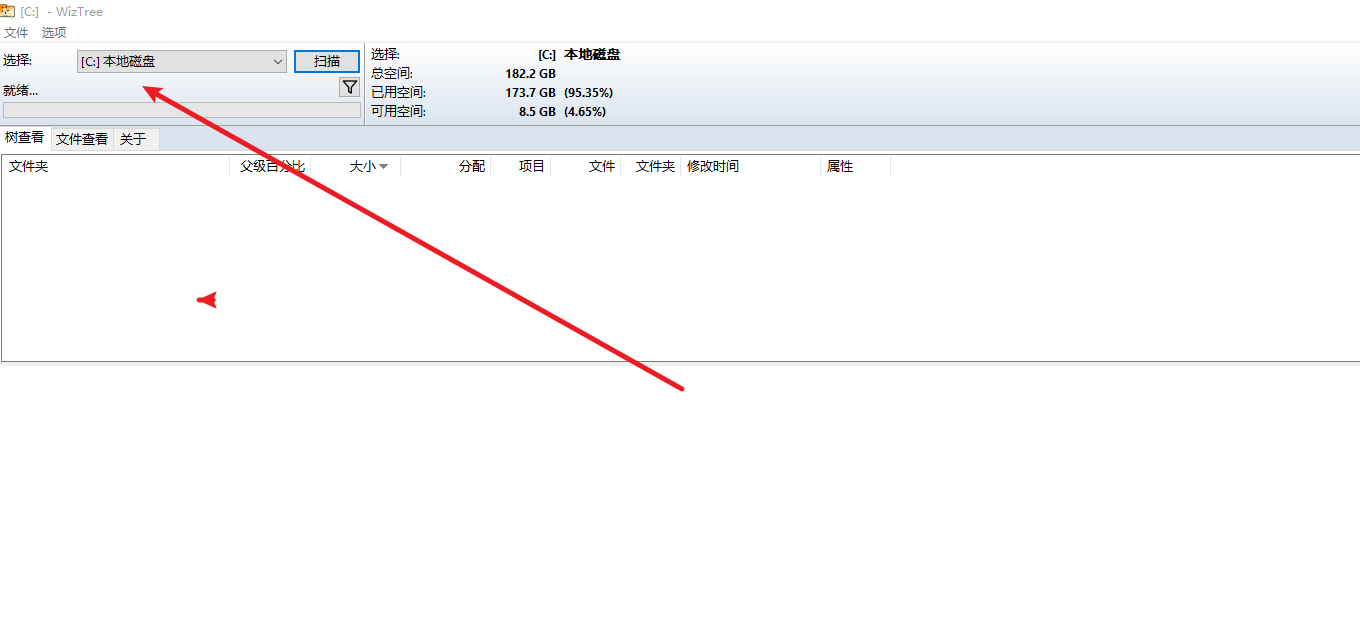 [C:] - WizTree
文件 选项
选择: [C:] 本地磁盘 扫描
就绪...
选择: [C:] 本地磁盘
总空间: 182.2 GB
已用空间: 173.7 GB (95.35%)
可用空间: 8.5 GB (4.65%)
树查看 文件查看 关于
文件夹 父级百分比 大小 分配 项目 文件 文件夹 修改时间 属性